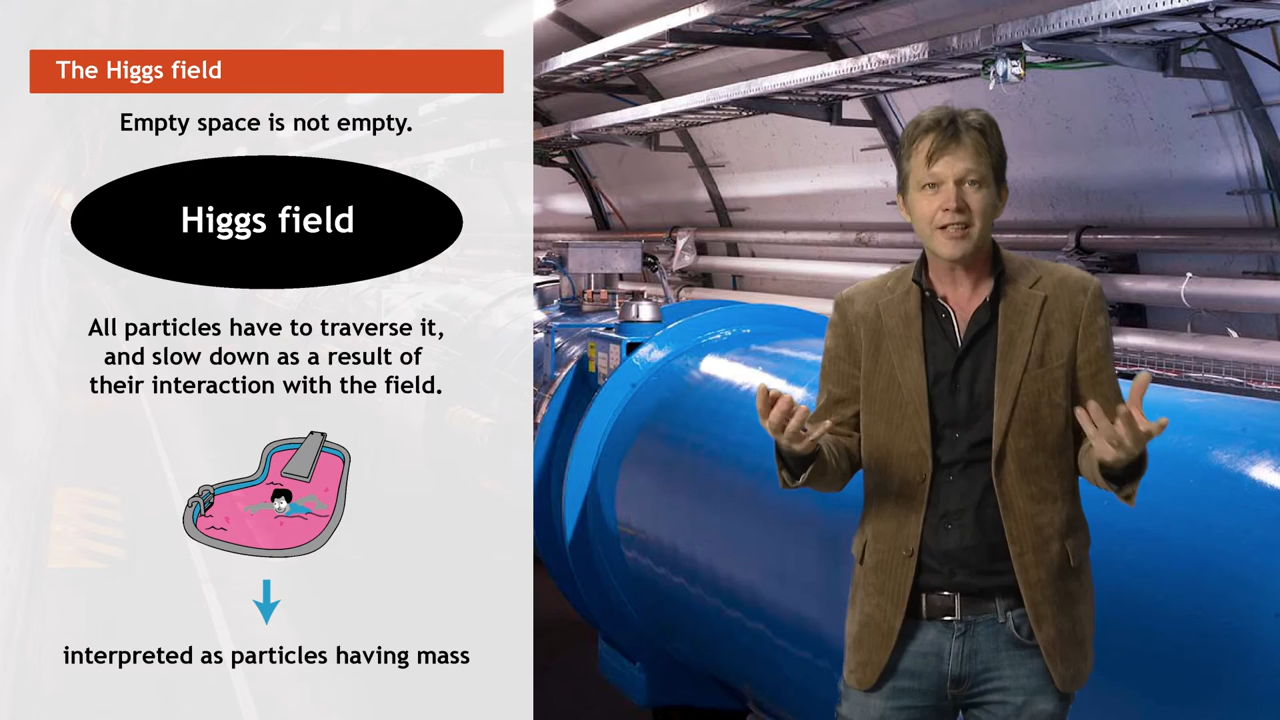 The Higgs field
Empty space is not empty.
Higgs field
All particles have to traverse it,
and slow down as a result of
their interaction with the field.
interpreted as particles having mass